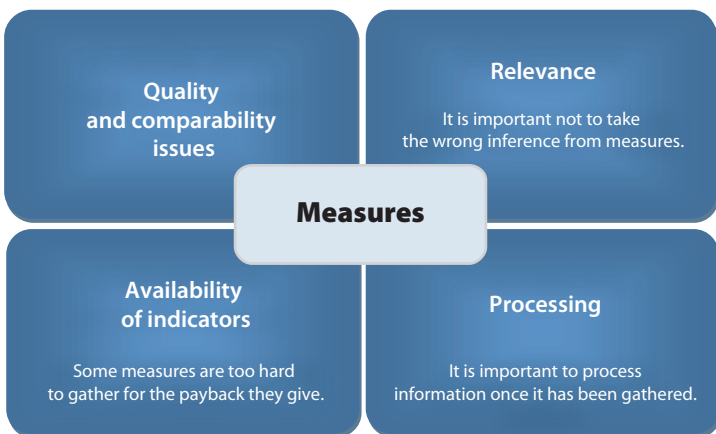 Quality
and comparability
issues
Relevance
It is important not to take
the wrong inference from measures.
Measures
Availability
of indicators
Some measures are too hard
to gather for the payback they give.
Processing
It is important to process
information once it has been gathered.